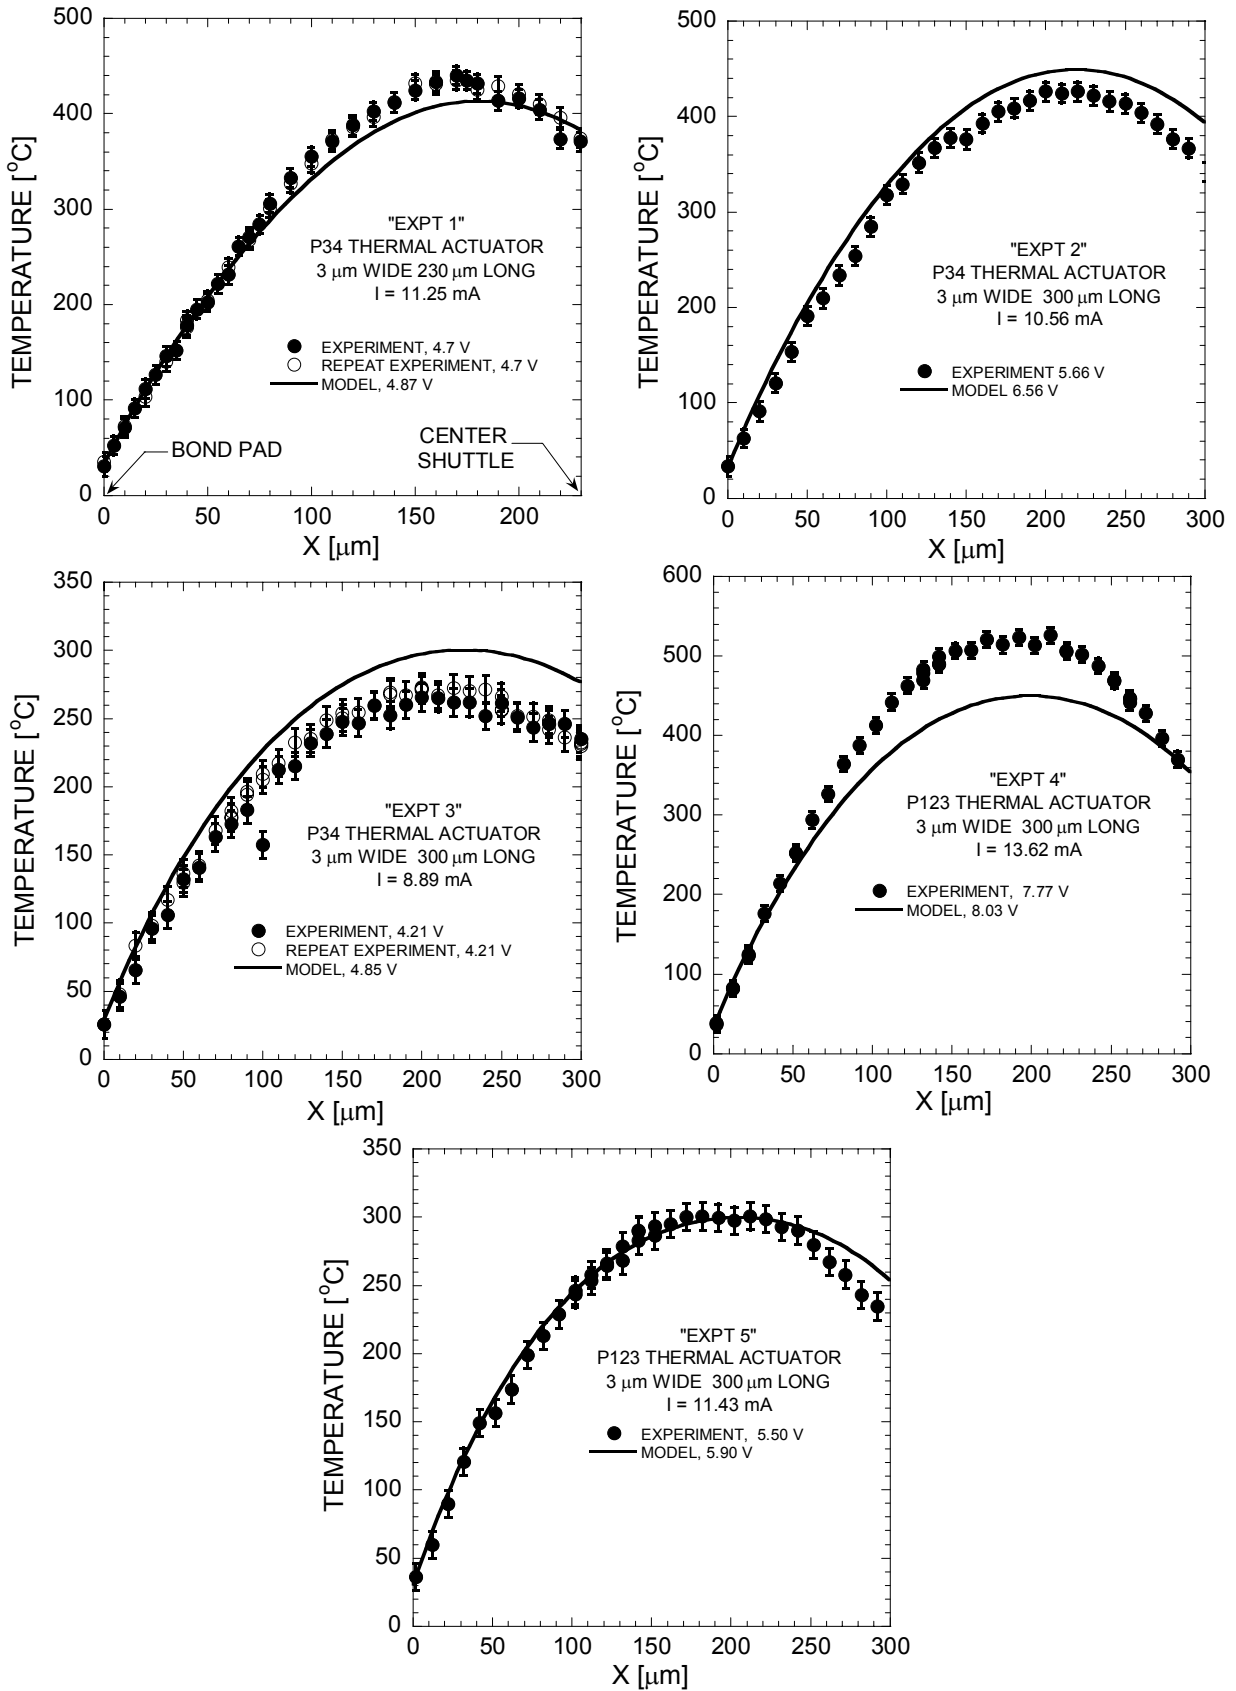 500
400
300
200
100
0
TEMPERATURE [°C]
"EXPT 1"
P34 THERMAL ACTUATOR
3 μm WIDE 230 μm LONG
I = 11.25 mA
EXPERIMENT, 4.7 V
REPEAT EXPERIMENT, 4.7 V
MODEL, 4.87 V
BOND PAD
CENTER
SHUTTLE
0 50 100 150 200
X [μm]
500
400
300
200
100
0
TEMPERATURE [°C]
"EXPT 2"
P34 THERMAL ACTUATOR
3 μm WIDE 300 μm LONG
I = 10.56 mA
EXPERIMENT 5.66 V
MODEL 6.56 V
0 50 100 150 200 250 300
X [μm]
350
300
250
200
150
100
50
0
TEMPERATURE [°C]
"EXPT 3"
P34 THERMAL ACTUATOR
3 μm WIDE 300 μm LONG
I = 8.89 mA
EXPERIMENT, 4.21 V
REPEAT EXPERIMENT, 4.21 V
MODEL, 4.85 V
0 50 100 150 200 250 300
X [μm]
600
500
400
300
200
100
0
TEMPERATURE [°C]
"EXPT 4"
P123 THERMAL ACTUATOR
3 μm WIDE 300 μm LONG
I = 13.62 mA
EXPERIMENT, 7.77 V
MODEL, 8.03 V
0 50 100 150 200 250 300
X [μm]
350
300
250
200
150
100
50
0
TEMPERATURE [°C]
"EXPT 5"
P123 THERMAL ACTUATOR
3 μm WIDE 300 μm LONG
I = 11.43 mA
EXPERIMENT, 5.50 V
MODEL, 5.90 V
0 50 100 150 200 250 300
X [μm]